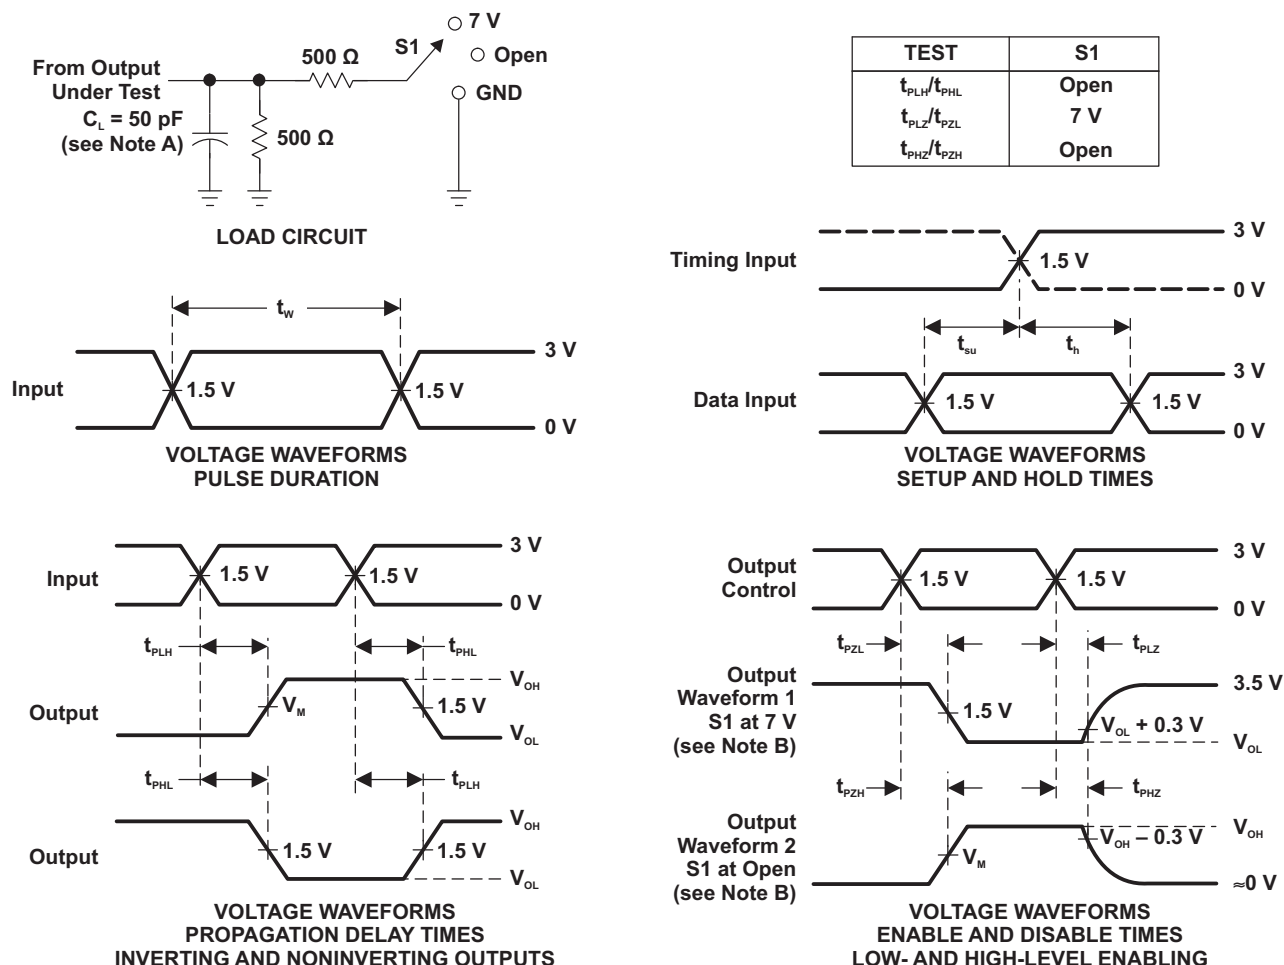 7 V
S1
Open
500 Ω
From Output
Under Test
GND
C_L = 50 pF
(see Note A)
500 Ω
LOAD CIRCUIT
TEST S1
t_PLH/t_PHL Open
t_PLZ/t_PZL 7 V
t_PHZ/t_PZH Open
t_w
3 V
Input
1.5 V
1.5 V
0 V
VOLTAGE WAVEFORMS
PULSE DURATION
3 V
Timing Input
1.5 V
0 V
t_su
t_h
3 V
Data Input
1.5 V
1.5 V
0 V
VOLTAGE WAVEFORMS
SETUP AND HOLD TIMES
3 V
Input
1.5 V
1.5 V
0 V
t_PLH
t_PHL
V_OH
Output
V_M
1.5 V
V_OL
t_PHL
t_PLH
V_OH
Output
1.5 V
1.5 V
V_OL
VOLTAGE WAVEFORMS
PROPAGATION DELAY TIMES
INVERTING AND NONINVERTING OUTPUTS
3 V
Output
Control
1.5 V
1.5 V
0 V
t_PZL
t_PLZ
Output
Waveform 1
S1 at 7 V
(see Note B)
3.5 V
1.5 V
V_OL + 0.3 V
V_OL
t_PZH
t_PHZ
Output
Waveform 2
S1 at Open
(see Note B)
V_OH
V_OH – 0.3 V
V_M
≈0 V
VOLTAGE WAVEFORMS
ENABLE AND DISABLE TIMES
LOW- AND HIGH-LEVEL ENABLING